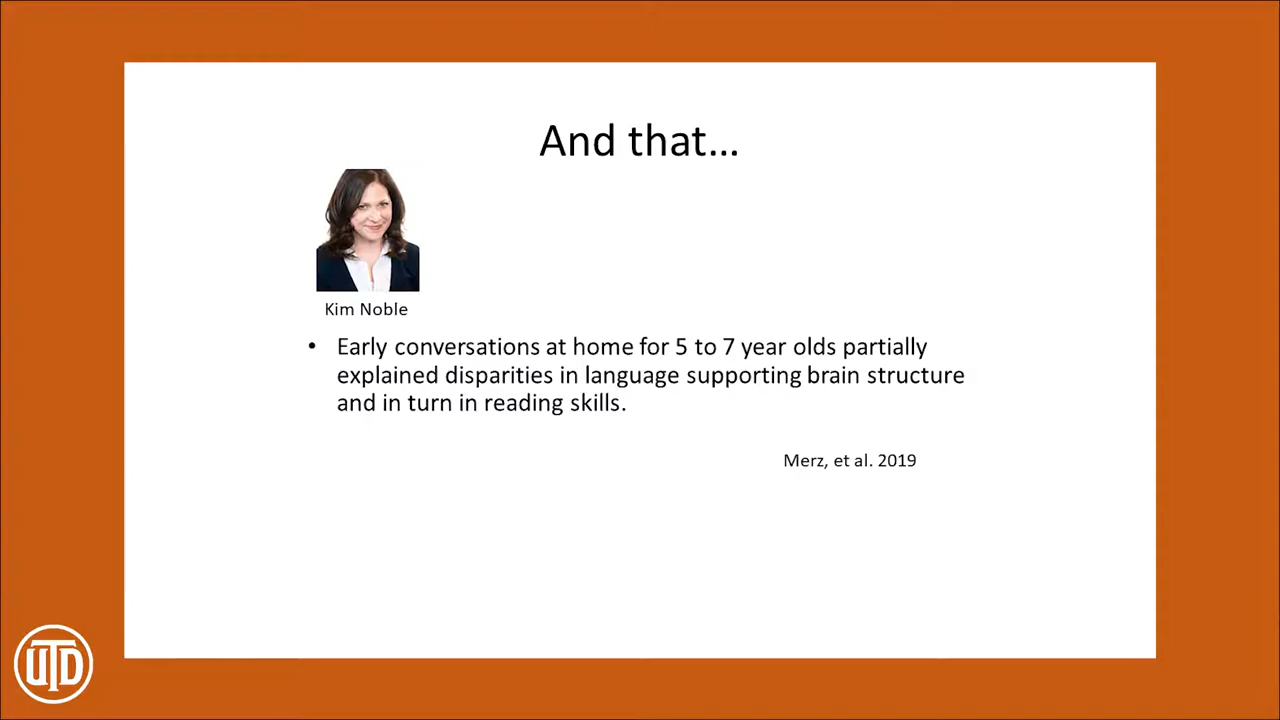 And that…
Kim Noble
• Early conversations at home for 5 to 7 year olds partially
explained disparities in language supporting brain structure
and in turn in reading skills.
Merz, et al. 2019
UTD